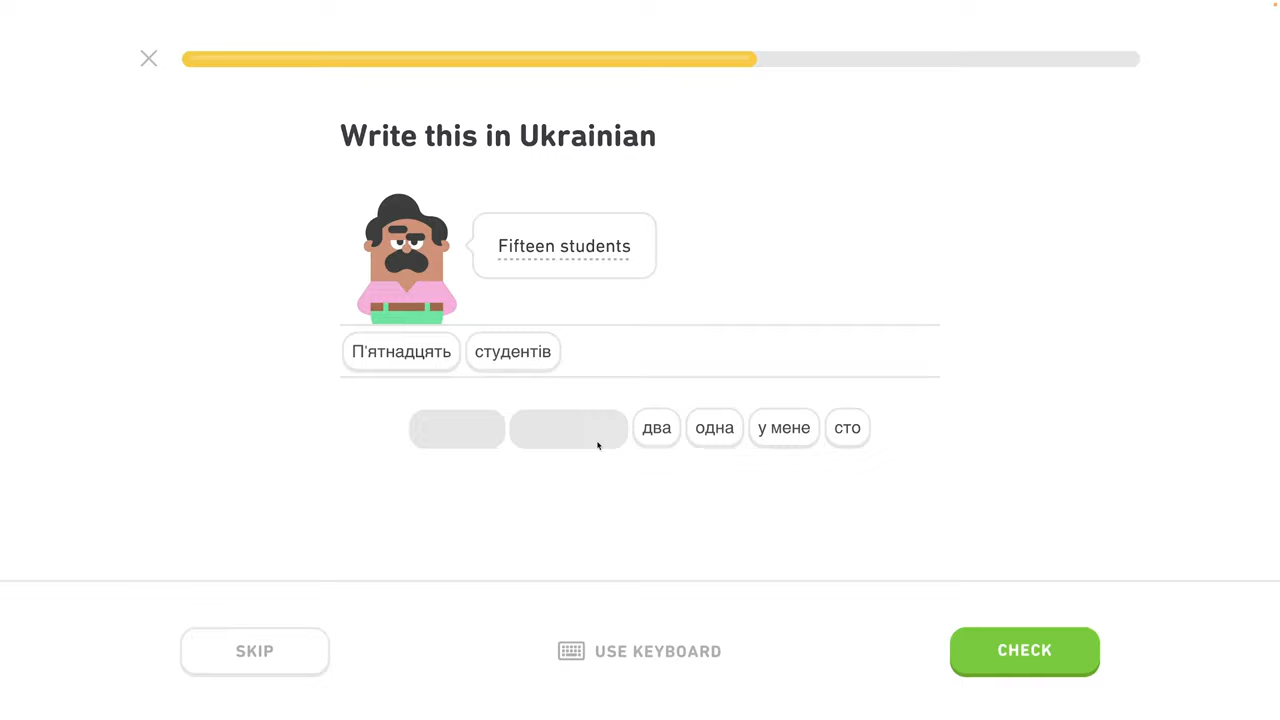 Write this in Ukrainian
Fifteen students
П'ятнадцять студентів
два одна у мене сто
SKIP USE KEYBOARD CHECK